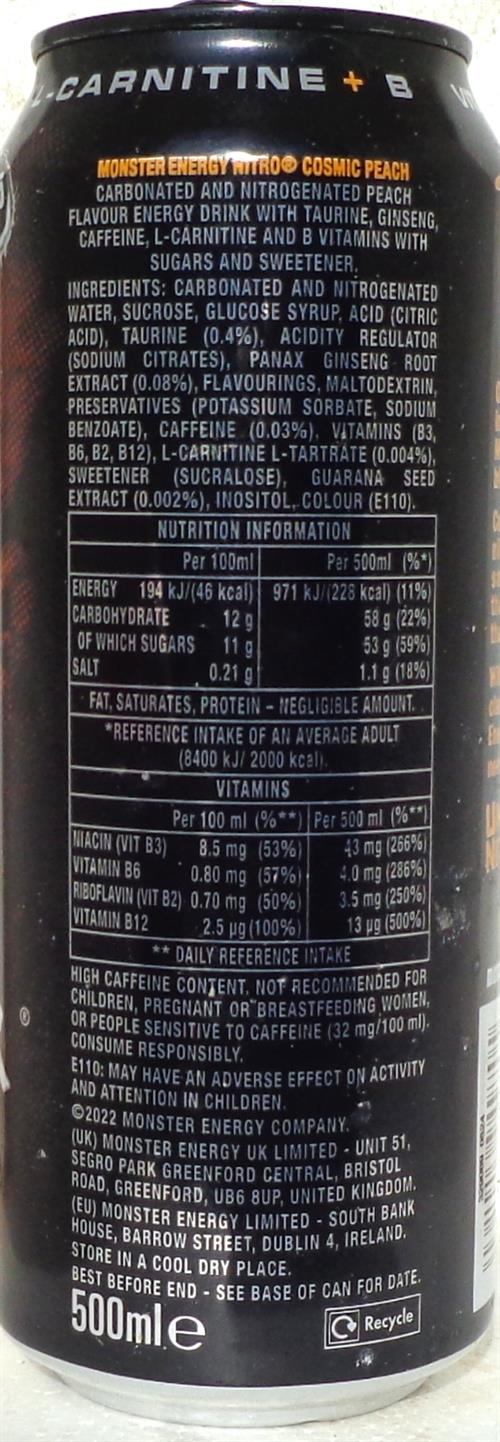 L-CARNITINE + B
MONSTER ENERGY NITRO® COSMIC PEACH
CARBONATED AND NITROGENATED PEACH
FLAVOUR ENERGY DRINK WITH TAURINE, GINSENG,
CAFFEINE, L-CARNITINE AND B VITAMINS WITH
SUGARS AND SWEETENER.
INGREDIENTS: CARBONATED AND NITROGENATED
WATER, SUCROSE, GLUCOSE SYRUP, ACID (CITRIC
ACID), TAURINE (0.4%), ACIDITY REGULATOR
(SODIUM CITRATES), PANAX GINSENG ROOT
EXTRACT (0.08%), FLAVOURINGS, MALTODEXTRIN,
PRESERVATIVES (POTASSIUM SORBATE, SODIUM
BENZOATE), CAFFEINE (0.03%), VITAMINS (B3,
B6, B2, B12), L-CARNITINE L-TARTRATE (0.004%),
SWEETENER (SUCRALOSE), GUARANA SEED
EXTRACT (0.002%), INOSITOL, COLOUR (E110).
NUTRITION INFORMATION
Per 100ml Per 500ml (%*)
ENERGY 194 kJ/(46 kcal) 971 kJ/(228 kcal) (11%)
CARBOHYDRATE 12 g 58 g (22%)
OF WHICH SUGARS 11 g 53 g (59%)
SALT 0.21 g 1.1 g (18%)
FAT, SATURATES, PROTEIN – NEGLIGIBLE AMOUNT.
*REFERENCE INTAKE OF AN AVERAGE ADULT
(8400 kJ/ 2000 kcal).
VITAMINS
Per 100 ml (%**) Per 500 ml (%**)
NIACIN (VIT B3) 8.5 mg (53%) 43 mg (266%)
VITAMIN B6 0.80 mg (57%) 4.0 mg (286%)
RIBOFLAVIN (VIT B2) 0.70 mg (50%) 3.5 mg (250%)
VITAMIN B12 2.5 µg (100%) 13 µg (500%)
** DAILY REFERENCE INTAKE
HIGH CAFFEINE CONTENT. NOT RECOMMENDED FOR
CHILDREN, PREGNANT OR BREASTFEEDING WOMEN,
OR PEOPLE SENSITIVE TO CAFFEINE (32 mg/100 ml).
CONSUME RESPONSIBLY.
E110: MAY HAVE AN ADVERSE EFFECT ON ACTIVITY
AND ATTENTION IN CHILDREN.
©2022 MONSTER ENERGY COMPANY.
(UK) MONSTER ENERGY UK LIMITED - UNIT 51,
SEGRO PARK GREENFORD CENTRAL, BRISTOL
ROAD, GREENFORD, UB6 8UP, UNITED KINGDOM.
(EU) MONSTER ENERGY LIMITED - SOUTH BANK
HOUSE, BARROW STREET, DUBLIN 4, IRELAND.
STORE IN A COOL DRY PLACE.
BEST BEFORE END - SEE BASE OF CAN FOR DATE.
500ml e
Recycle
®